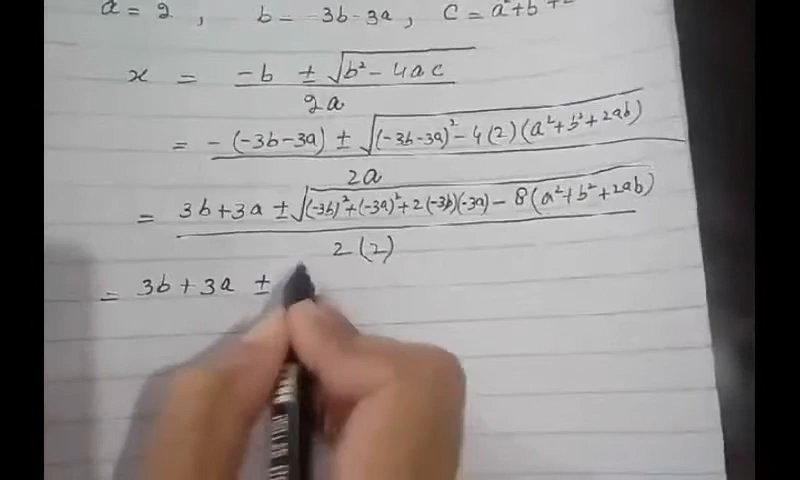 a = 2 , b = -3b-3a , c = a²+b²+
x = -b ± √b² - 4ac
2a
= -(-3b-3a) ± √(-3b-3a)² - 4(2)(a²+b²+2ab)
2a
= 3b+3a ± √(-3b)²+(-3a)²+2(-3b)(-3a) - 8(a²+b²+2ab)
2(2)
= 3b+3a ±